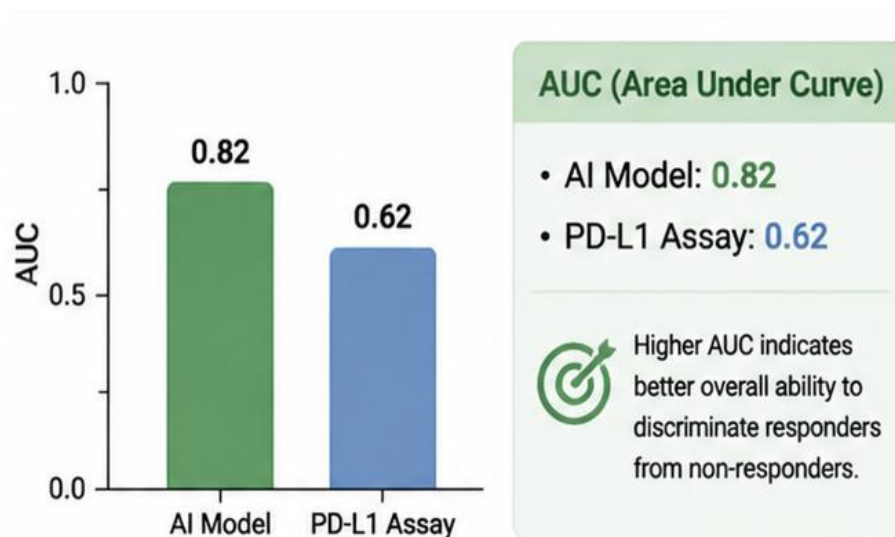 1.0
0.82
0.62
AUC
0.5
0.0
AI Model
PD-L1 Assay
AUC (Area Under Curve)
• AI Model: 0.82
• PD-L1 Assay: 0.62
Higher AUC indicates
better overall ability to
discriminate responders
from non-responders.